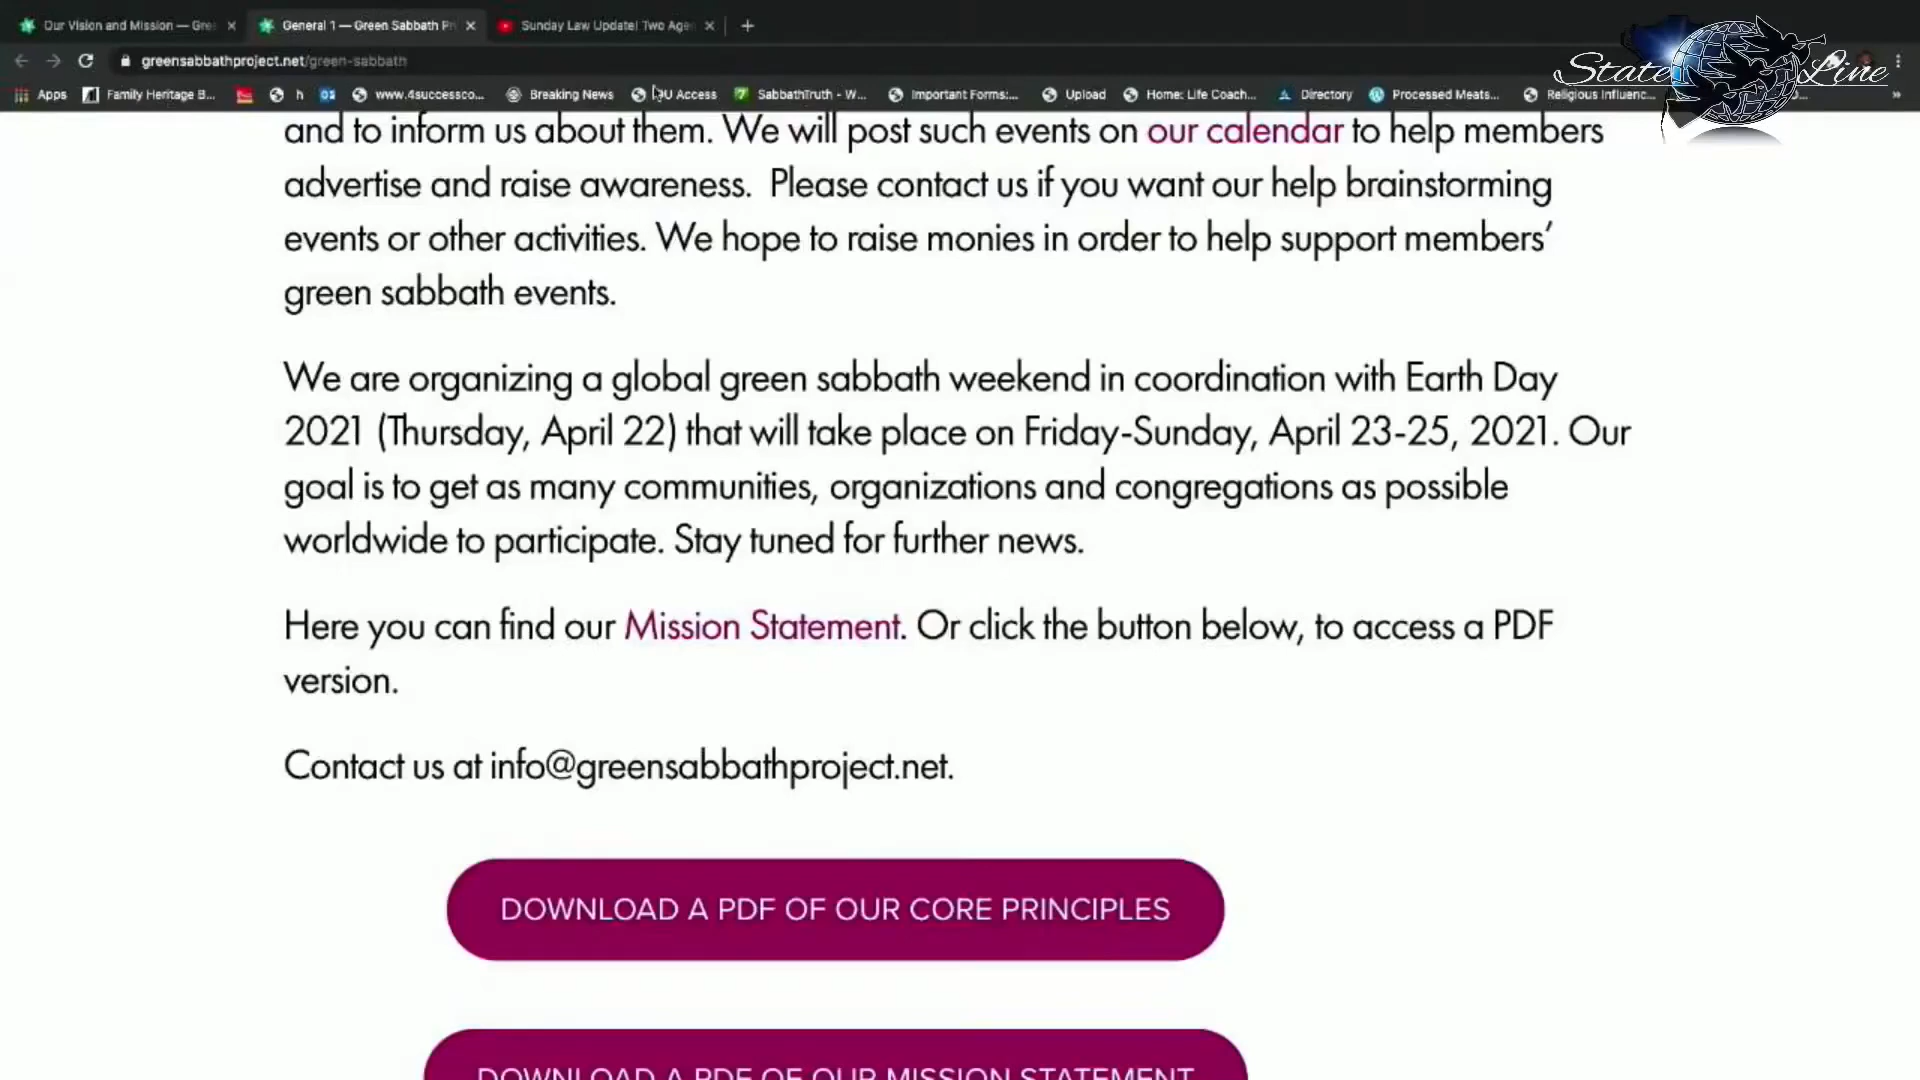 Our Vision and Mission — Gre
General 1 — Green Sabbath Pr
Sunday Law Update! Two Age
greensabbathproject.net/green-sabbath
Apps
Family Heritage B...
h
www.4successco...
Breaking News
U Access
SabbathTruth - W...
Important Forms:...
Upload
Home: Life Coach...
Directory
Processed Meats...
Religious Influenc...
State Line
and to inform us about them. We will post such events on our calendar to help members
advertise and raise awareness. Please contact us if you want our help brainstorming
events or other activities. We hope to raise monies in order to help support members’
green sabbath events.
We are organizing a global green sabbath weekend in coordination with Earth Day
2021 (Thursday, April 22) that will take place on Friday-Sunday, April 23-25, 2021. Our
goal is to get as many communities, organizations and congregations as possible
worldwide to participate. Stay tuned for further news.
Here you can find our Mission Statement. Or click the button below, to access a PDF
version.
Contact us at info@greensabbathproject.net.
DOWNLOAD A PDF OF OUR CORE PRINCIPLES
DOWNLOAD A PDF OF OUR MISSION STATEMENT